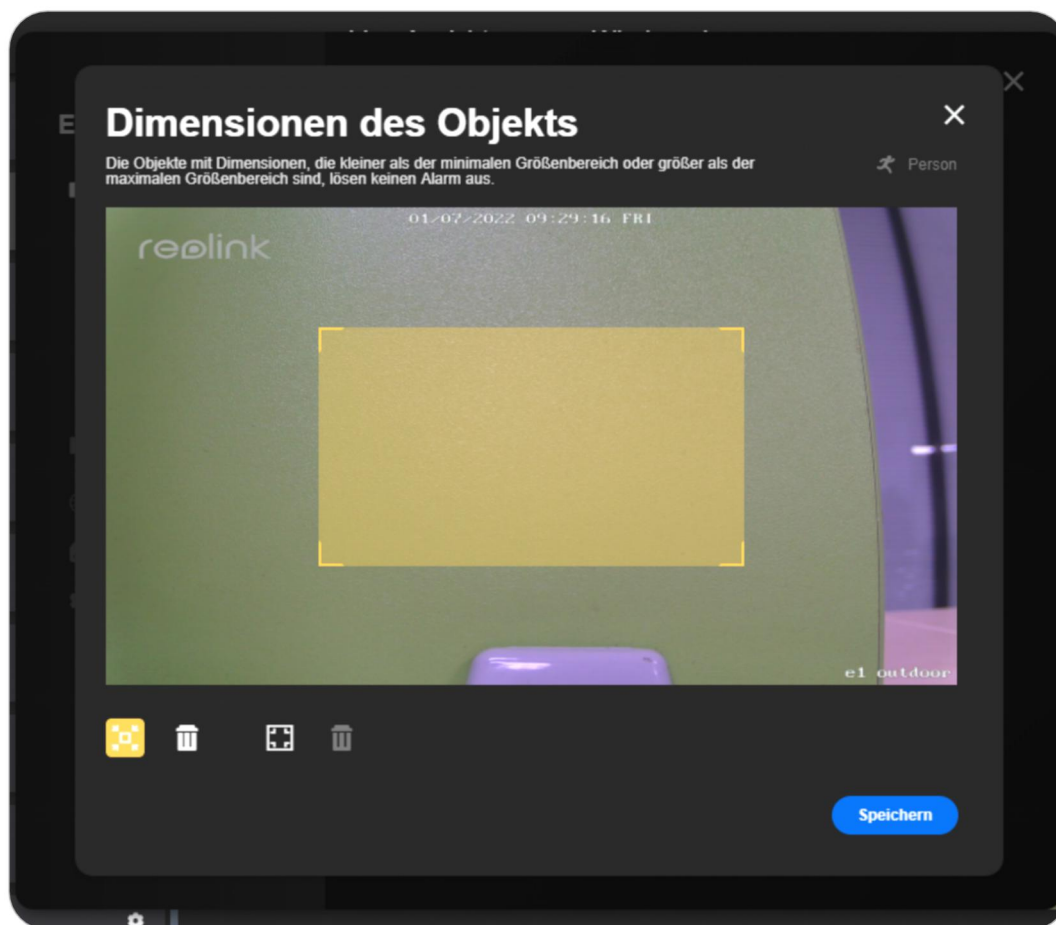 Dimensionen des Objekts
Die Objekte mit Dimensionen, die kleiner als der minimalen Größenbereich oder größer als der
maximalen Größenbereich sind, lösen keinen Alarm aus.
Person
01/07/2022 09:29:16 FRI
reolink
e1 outdoor
Speichern